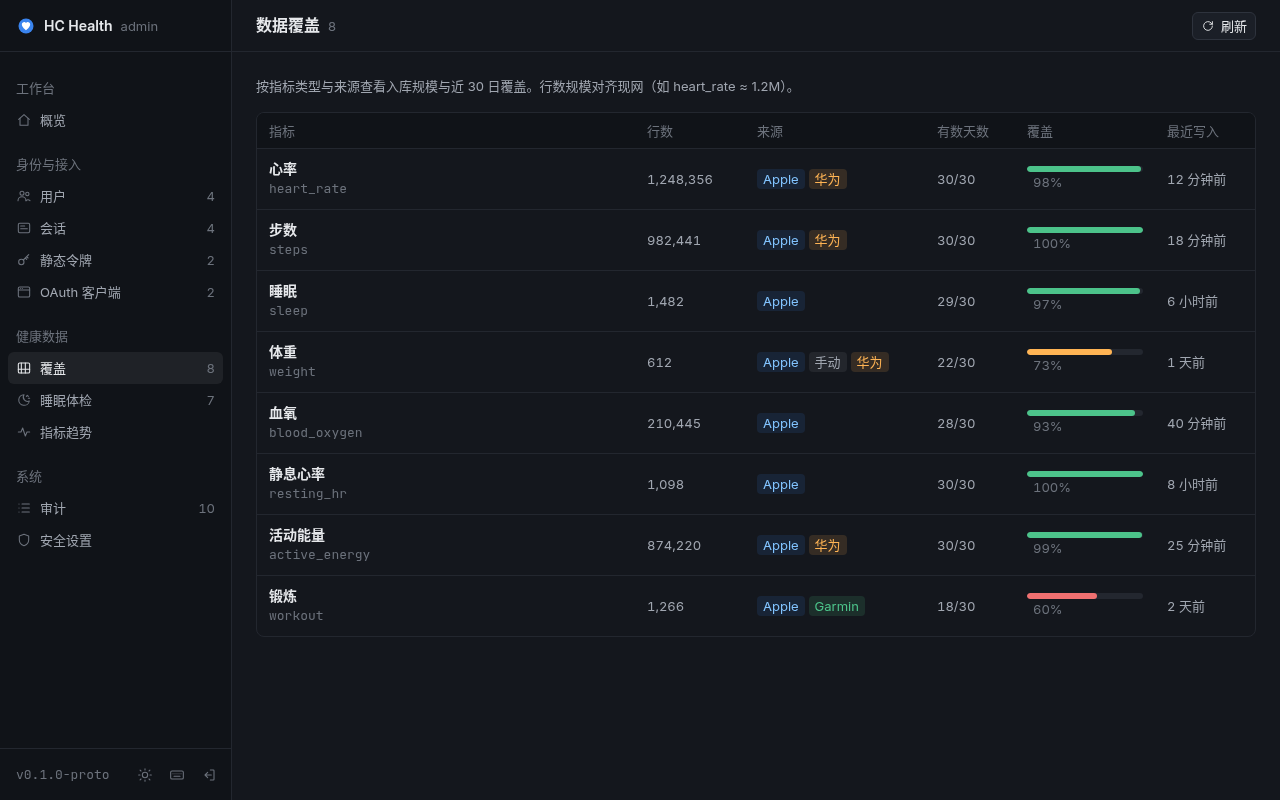 HC Health admin
数据覆盖 8
刷新
工作台
概览
身份与接入
用户 4
会话 4
静态令牌 2
OAuth 客户端 2
健康数据
覆盖 8
睡眠体检 7
指标趋势
系统
审计 10
安全设置
v0.1.0-proto
按指标类型与来源查看入库规模与近 30 日覆盖。行数规模对齐现网（如 heart_rate ≈ 1.2M）。
指标 行数 来源 有数天数 覆盖 最近写入
心率
heart_rate
1,248,356 Apple 华为 30/30 98% 12 分钟前
步数
steps
982,441 Apple 华为 30/30 100% 18 分钟前
睡眠
sleep
1,482 Apple 29/30 97% 6 小时前
体重
weight
612 Apple 手动 华为 22/30 73% 1 天前
血氧
blood_oxygen
210,445 Apple 28/30 93% 40 分钟前
静息心率
resting_hr
1,098 Apple 30/30 100% 8 小时前
活动能量
active_energy
874,220 Apple 华为 30/30 99% 25 分钟前
锻炼
workout
1,266 Apple Garmin 18/30 60% 2 天前